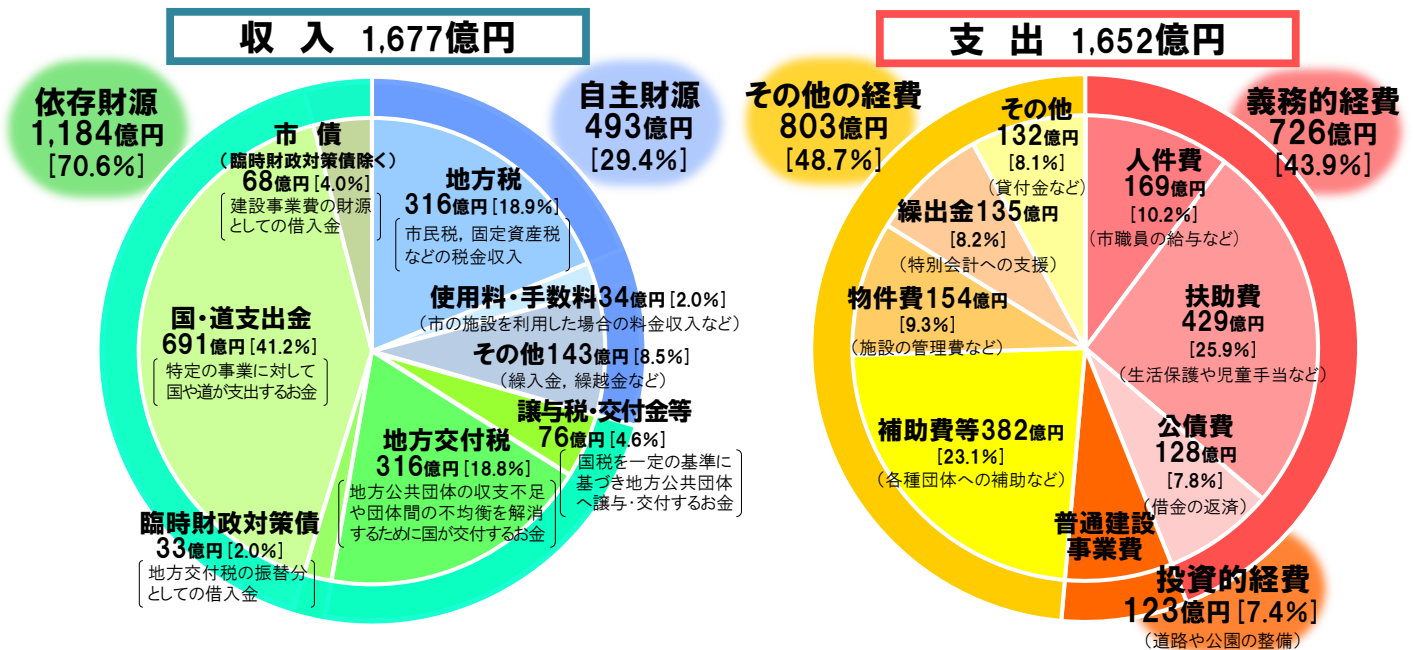 収 入 1,677億円
依存財源
1,184億円
[70.6%]
自主財源
493億円
[29.4%]
市 債
(臨時財政対策債除く)
68億円[4.0%]
建設事業費の財源
としての借入金
地方税
316億円[18.9%]
市民税,固定資産税
などの税金収入
使用料・手数料34億円[2.0%]
(市の施設を利用した場合の料金収入など)
その他143億円[8.5%]
(繰入金,繰越金など)
譲与税・交付金等
76億円[4.6%]
国税を一定の基準に
基づき地方公共団体
へ譲与・交付するお金
地方交付税
316億円[18.8%]
地方公共団体の収支不足
や団体間の不均衡を解消
するために国が交付するお金
臨時財政対策債
33億円[2.0%]
地方交付税の振替分
としての借入金
国・道支出金
691億円[41.2%]
特定の事業に対して
国や道が支出するお金
支 出 1,652億円
その他の経費
803億円
[48.7%]
義務的経費
726億円
[43.9%]
その他
132億円
[8.1%]
(貸付金など)
人件費
169億円
[10.2%]
(市職員の給与など)
繰出金135億円
[8.2%]
(特別会計への支援)
扶助費
429億円
[25.9%]
(生活保護や児童手当など)
物件費154億円
[9.3%]
(施設の管理費など)
補助費等382億円
[23.1%]
(各種団体への補助など)
公債費
128億円
[7.8%]
(借金の返済)
普通建設
事業費
投資的経費
123億円[7.4%]
(道路や公園の整備)